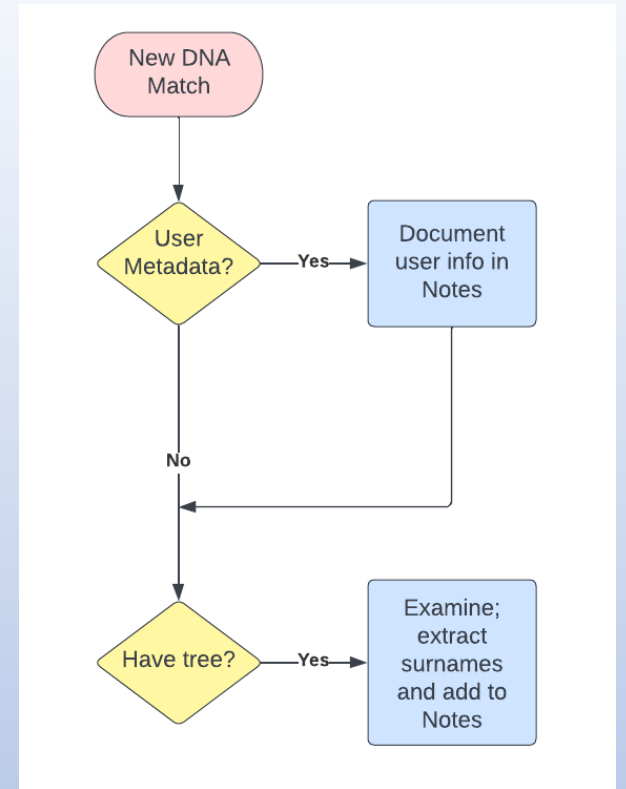 New DNA
Match
User
Metadata?
Yes
Document
user info in
Notes
No
Have tree?
Yes
Examine;
extract
surnames
and add to
Notes